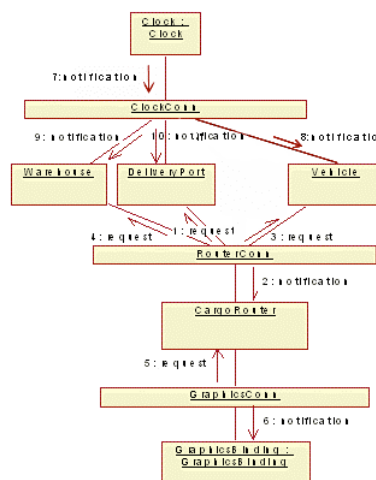 Clock :
Clock
7:notification
ClockConn
9: notification
10: notification
8:notification
Warehouse
DeliveryPort
Vehicle
4: request
1: request
3: request
RouterConn
2: notification
CargoRouter
5: request
GraphicsConn
6: notification
GraphicsBinding :
GraphicsBinding